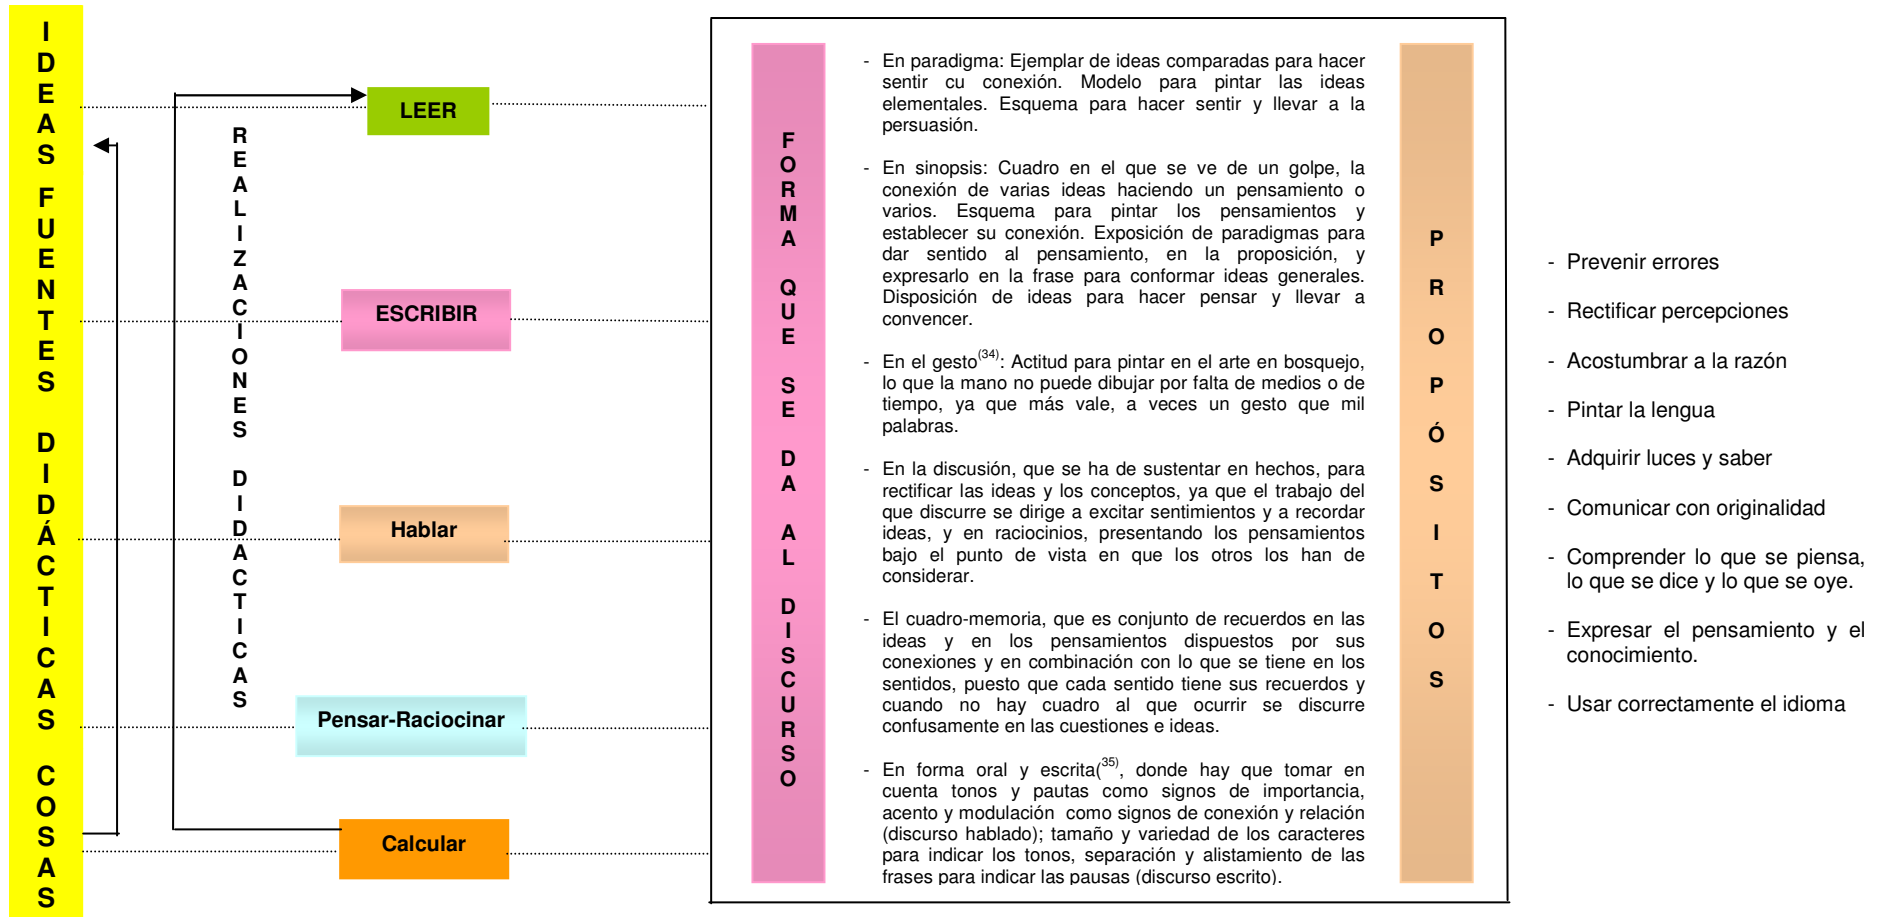 IDEAS FUENTES DIDÁCTICAS COSAS
REALIZACIONES DIDACTICAS
LEER
ESCRIBIR
Hablar
Pensar-Raciocinar
Calcular
FORMA QUE SE DA AL DISCURSO
- En paradigma: Ejemplar de ideas comparadas para hacer
sentir cu conexión. Modelo para pintar las ideas
elementales. Esquema para hacer sentir y llevar a la
persuasión.
- En sinopsis: Cuadro en el que se ve de un golpe, la
conexión de varias ideas haciendo un pensamiento o
varios. Esquema para pintar los pensamientos y
establecer su conexión. Exposición de paradigmas para
dar sentido al pensamiento, en la proposición, y
expresarlo en la frase para conformar ideas generales.
Disposición de ideas para hacer pensar y llevar a
convencer.
- En el gesto(34): Actitud para pintar en el arte en bosquejo,
lo que la mano no puede dibujar por falta de medios o de
tiempo, ya que más vale, a veces un gesto que mil
palabras.
- En la discusión, que se ha de sustentar en hechos, para
rectificar las ideas y los conceptos, ya que el trabajo del
que discurre se dirige a excitar sentimientos y a recordar
ideas, y en raciocinios, presentando los pensamientos
bajo el punto de vista en que los otros los han de
considerar.
- El cuadro-memoria, que es conjunto de recuerdos en las
ideas y en los pensamientos dispuestos por sus
conexiones y en combinación con lo que se tiene en los
sentidos, puesto que cada sentido tiene sus recuerdos y
cuando no hay cuadro al que ocurrir se discurre
confusamente en las cuestiones e ideas.
- En forma oral y escrita(35), donde hay que tomar en
cuenta tonos y pautas como signos de importancia,
acento y modulación como signos de conexión y relación
(discurso hablado); tamaño y variedad de los caracteres
para indicar los tonos, separación y alistamiento de las
frases para indicar las pausas (discurso escrito).
PROPÓSITOS
- Prevenir errores
- Rectificar percepciones
- Acostumbrar a la razón
- Pintar la lengua
- Adquirir luces y saber
- Comunicar con originalidad
- Comprender lo que se piensa,
lo que se dice y lo que se oye.
- Expresar el pensamiento y el
conocimiento.
- Usar correctamente el idioma